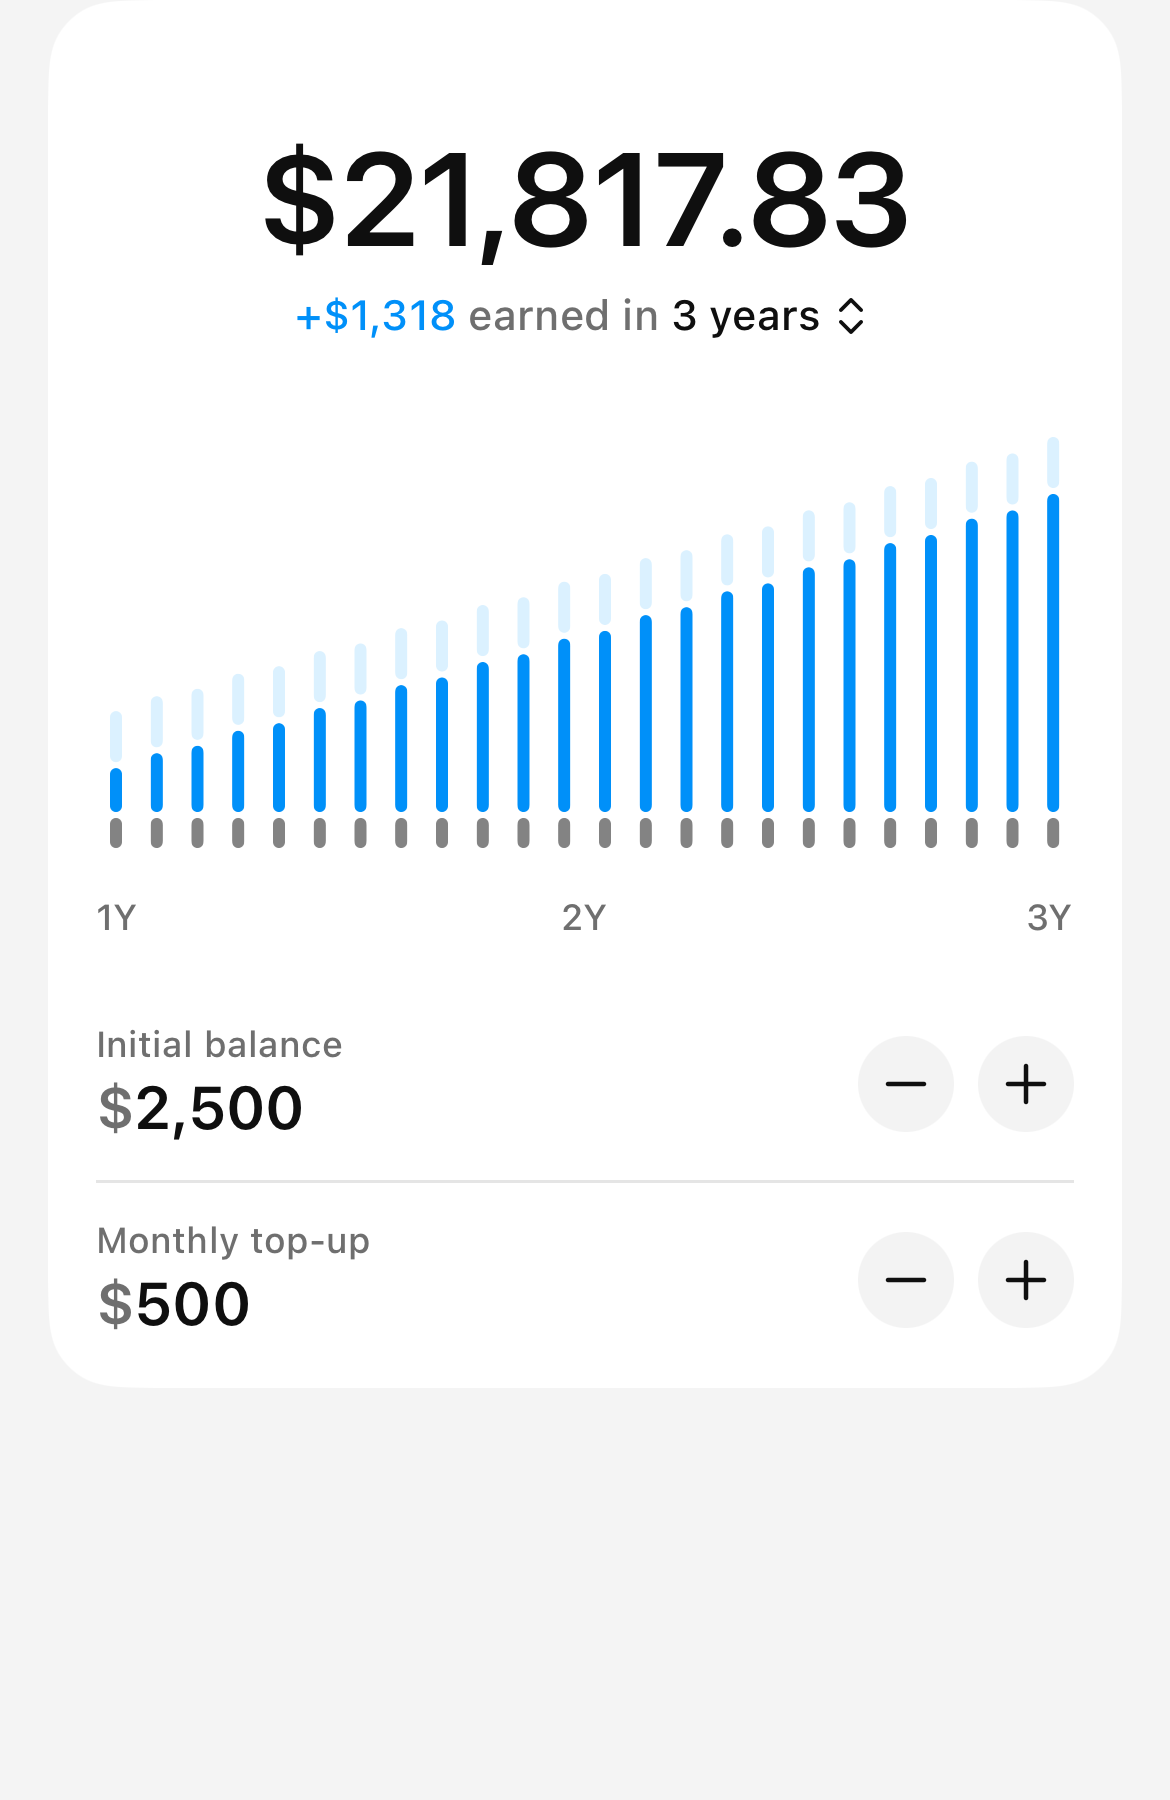 $21,817.83
+$1,318 earned in 3 years
1Y 2Y 3Y
Initial balance
$2,500
Monthly top-up
$500